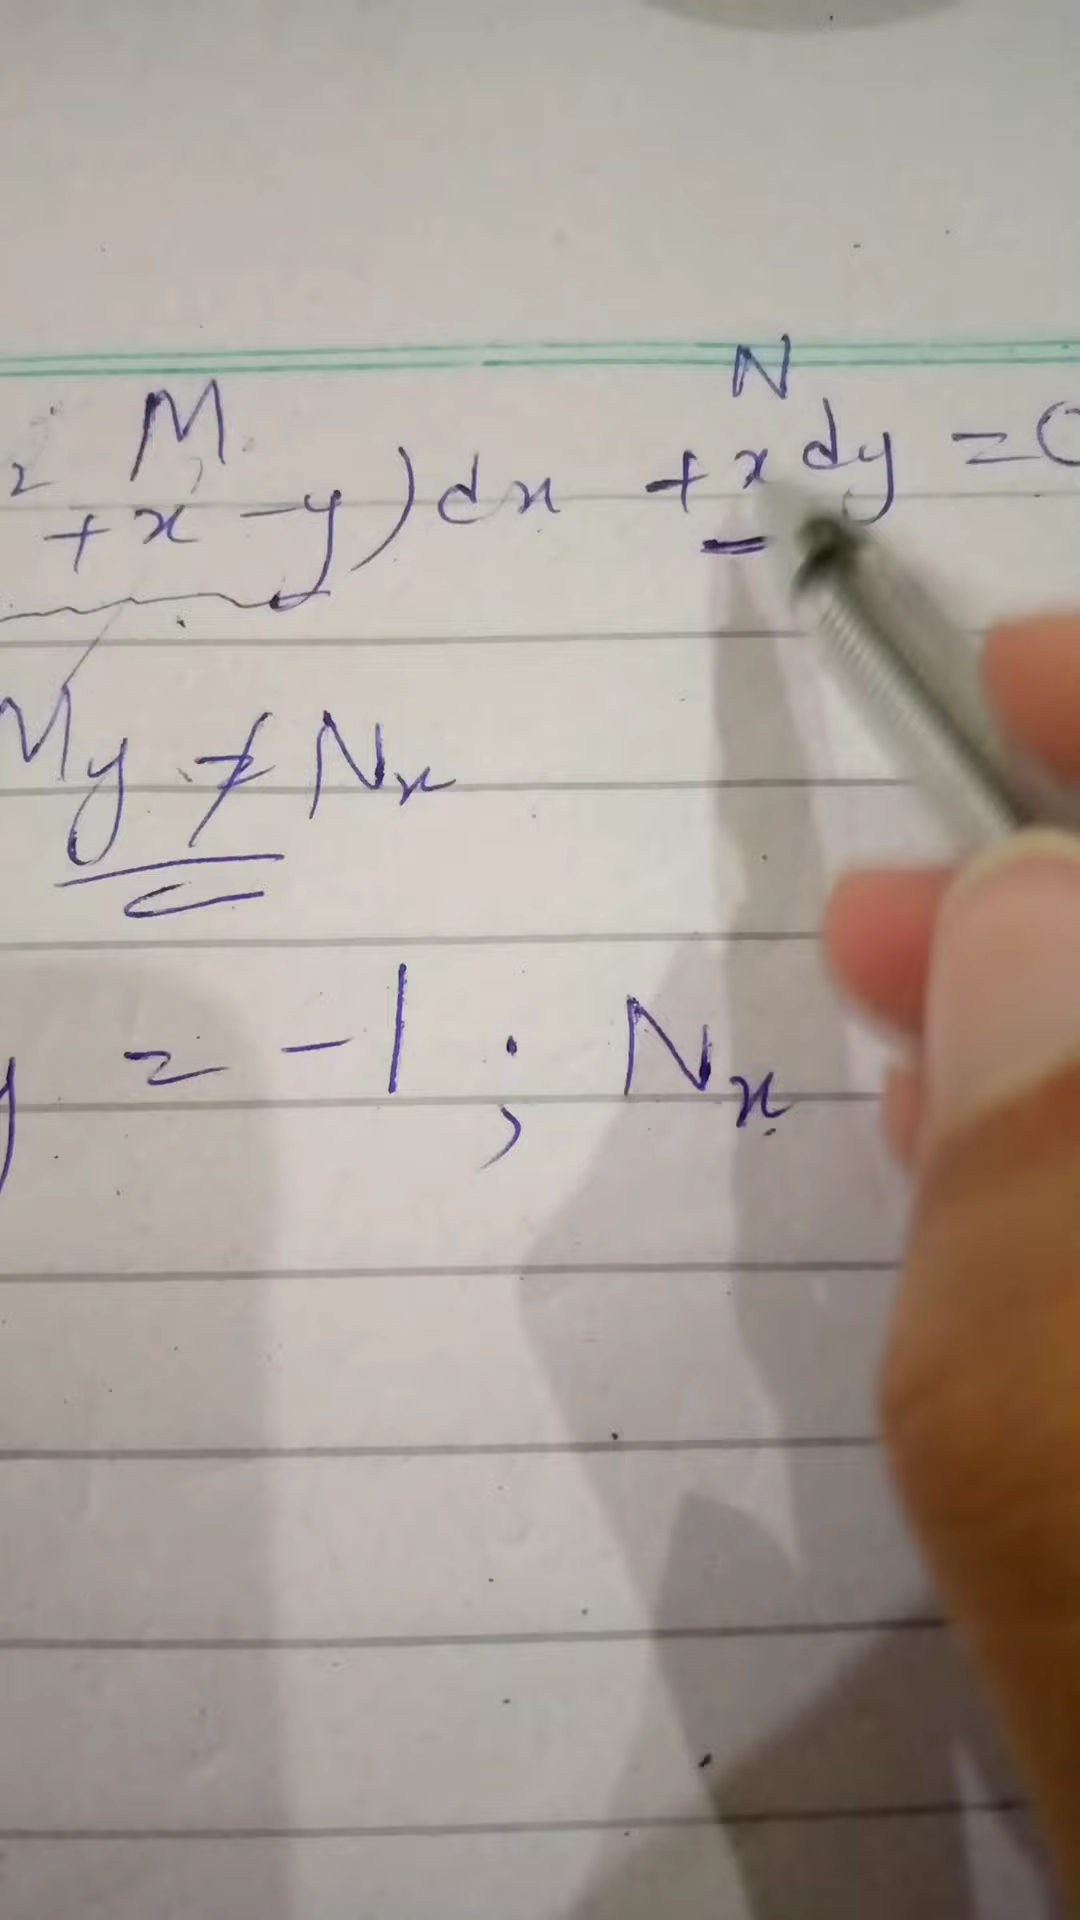 M N
² + x - y) dx + x dy = 0
My ≠ Nx
y = -1 ; Nx